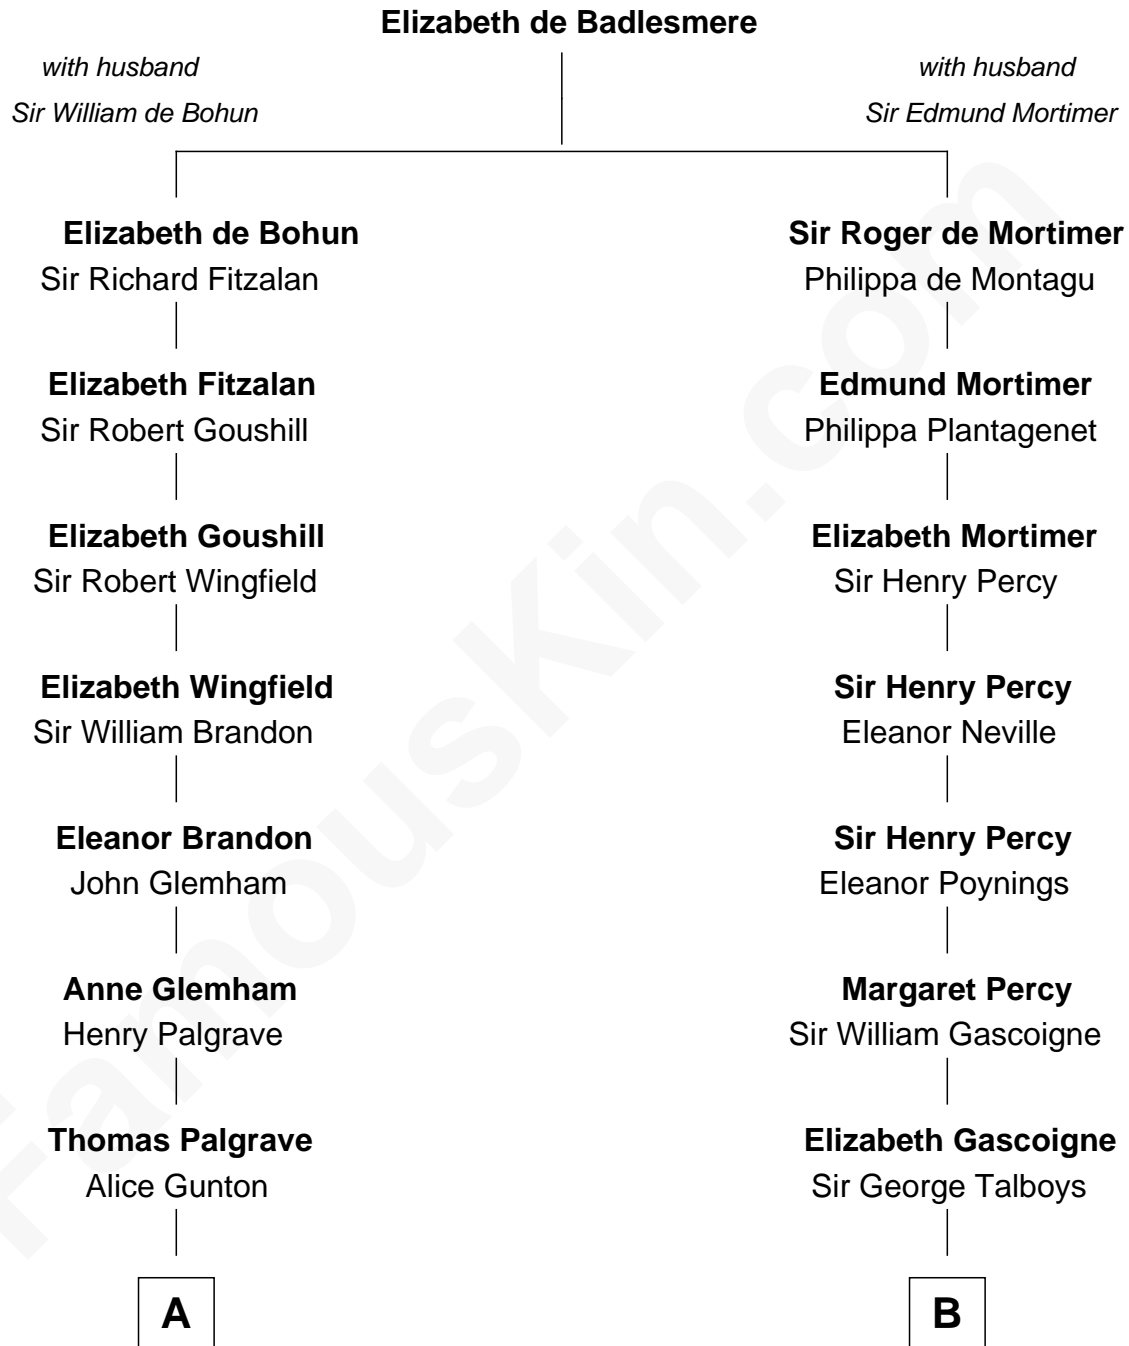 Elizabeth de Badlesmere
with husband
Sir William de Bohun
with husband
Sir Edmund Mortimer
Elizabeth de Bohun
Sir Richard Fitzalan
Sir Roger de Mortimer
Philippa de Montagu
Elizabeth Fitzalan
Sir Robert Goushill
Edmund Mortimer
Philippa Plantagenet
Elizabeth Goushill
Sir Robert Wingfield
Elizabeth Mortimer
Sir Henry Percy
Elizabeth Wingfield
Sir William Brandon
Sir Henry Percy
Eleanor Neville
Eleanor Brandon
John Glemham
Sir Henry Percy
Eleanor Poynings
Anne Glemham
Henry Palgrave
Margaret Percy
Sir William Gascoigne
Thomas Palgrave
Alice Gunton
Elizabeth Gascoigne
Sir George Talboys
A
B
FamousKin.com